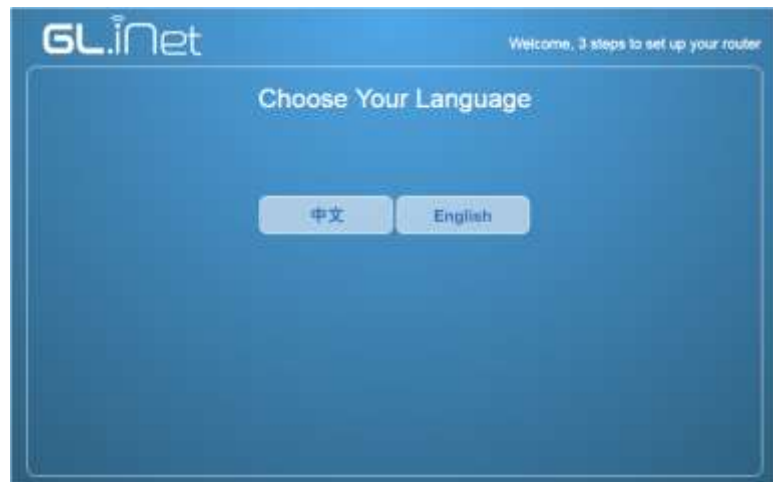 GL.iNet
Welcome, 3 steps to set up your router
Choose Your Language
中文
English